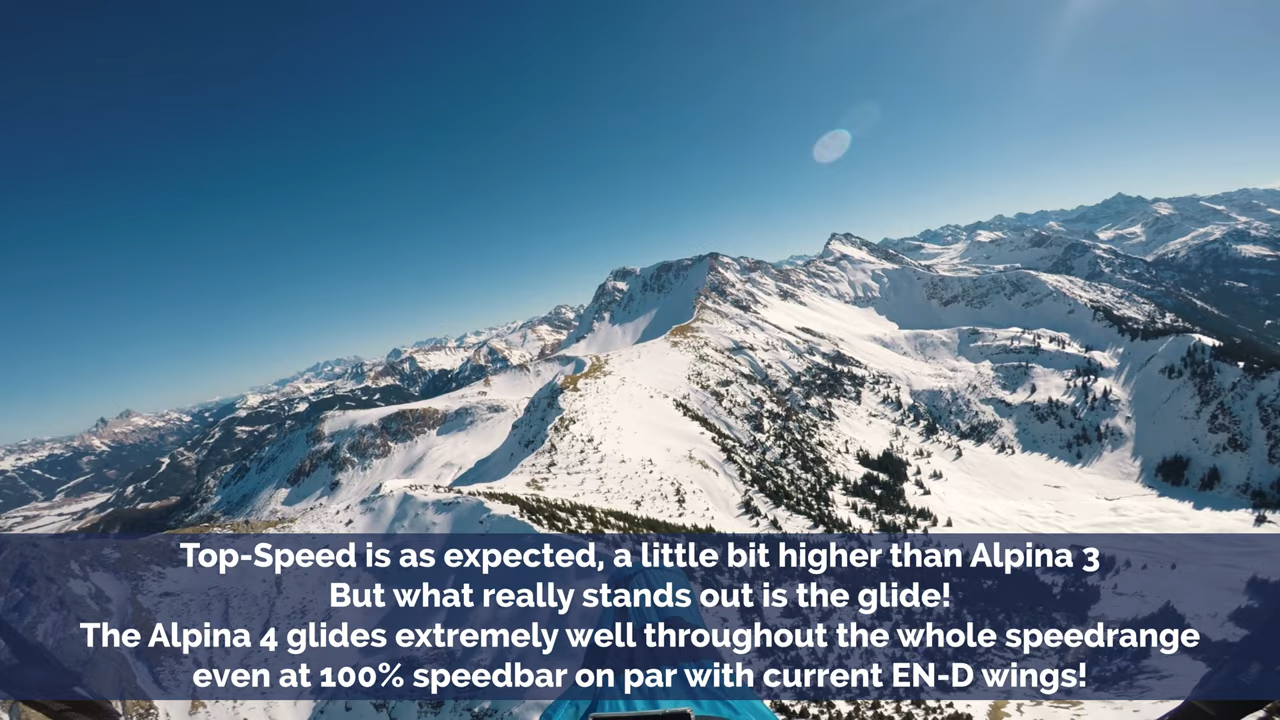 Top-Speed is as expected, a little bit higher than Alpina 3
But what really stands out is the glide!
The Alpina 4 glides extremely well throughout the whole speedrange
even at 100% speedbar on par with current EN-D wings!